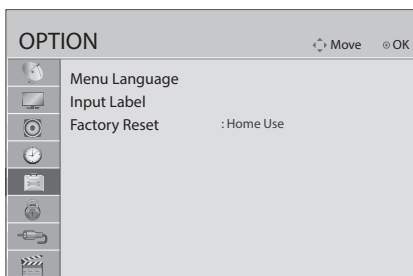 OPTION
Move OK
Menu Language
Input Label
Factory Reset : Home Use